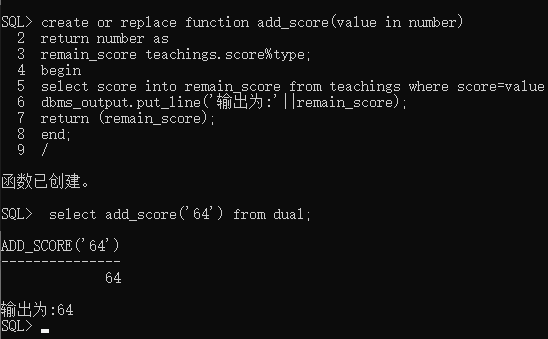 SQL> create or replace function add_score(value in number)
  2  return number as
  3  remain_score teachings.score%type;
  4  begin
  5  select score into remain_score from teachings where score=value
  6  dbms_output.put_line('输出为:'||remain_score);
  7  return (remain_score);
  8  end;
  9  /
函数已创建。
SQL>  select add_score('64') from dual;
ADD_SCORE('64')
---------------
             64
输出为:64
SQL>